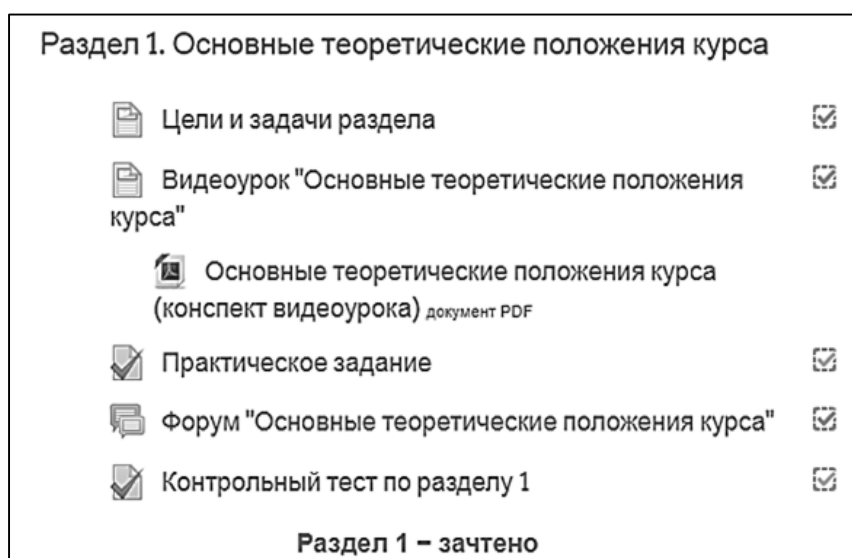 Раздел 1. Основные теоретические положения курса
Цели и задачи раздела
Видеоурок "Основные теоретические положения
курса"
Основные теоретические положения курса
(конспект видеоурока) документ PDF
Практическое задание
Форум "Основные теоретические положения курса"
Контрольный тест по разделу 1
Раздел 1 – зачтено